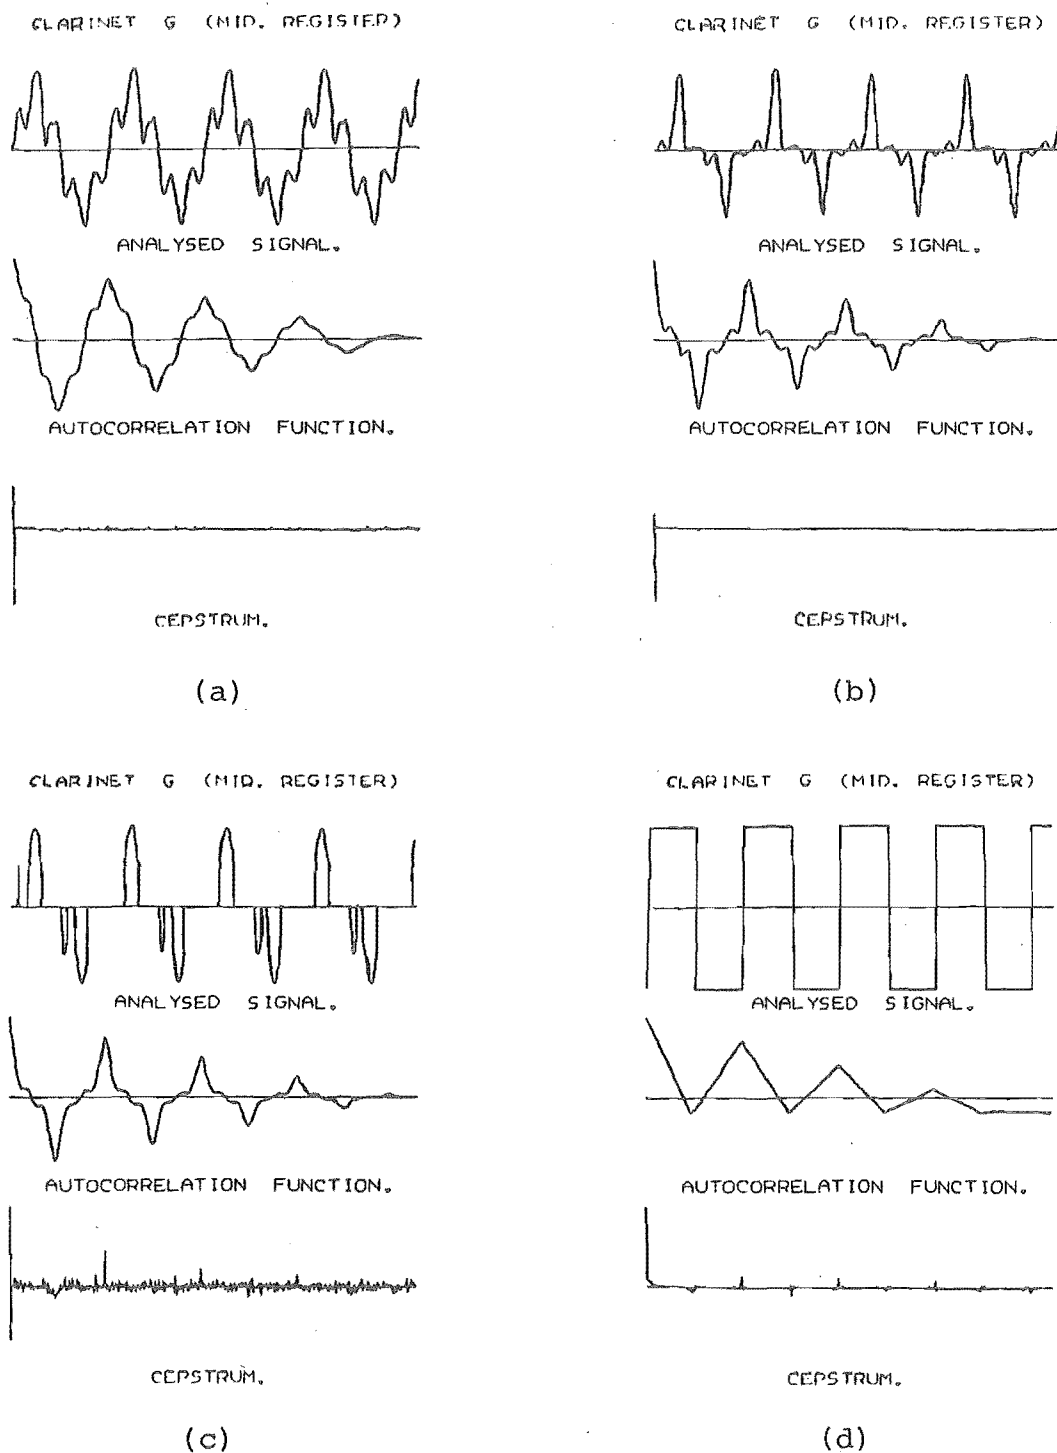 CLARINET G (MID. REGISTER)
ANALYSED SIGNAL.
AUTOCORRELATION FUNCTION.
CEPSTRUM.
(a)
CLARINET G (MID. REGISTER)
ANALYSED SIGNAL.
AUTOCORRELATION FUNCTION.
CEPSTRUM.
(b)
CLARINET G (MID. REGISTER)
ANALYSED SIGNAL.
AUTOCORRELATION FUNCTION.
CEPSTRUM.
(c)
CLARINET G (MID. REGISTER)
ANALYSED SIGNAL.
AUTOCORRELATION FUNCTION.
CEPSTRUM.
(d)